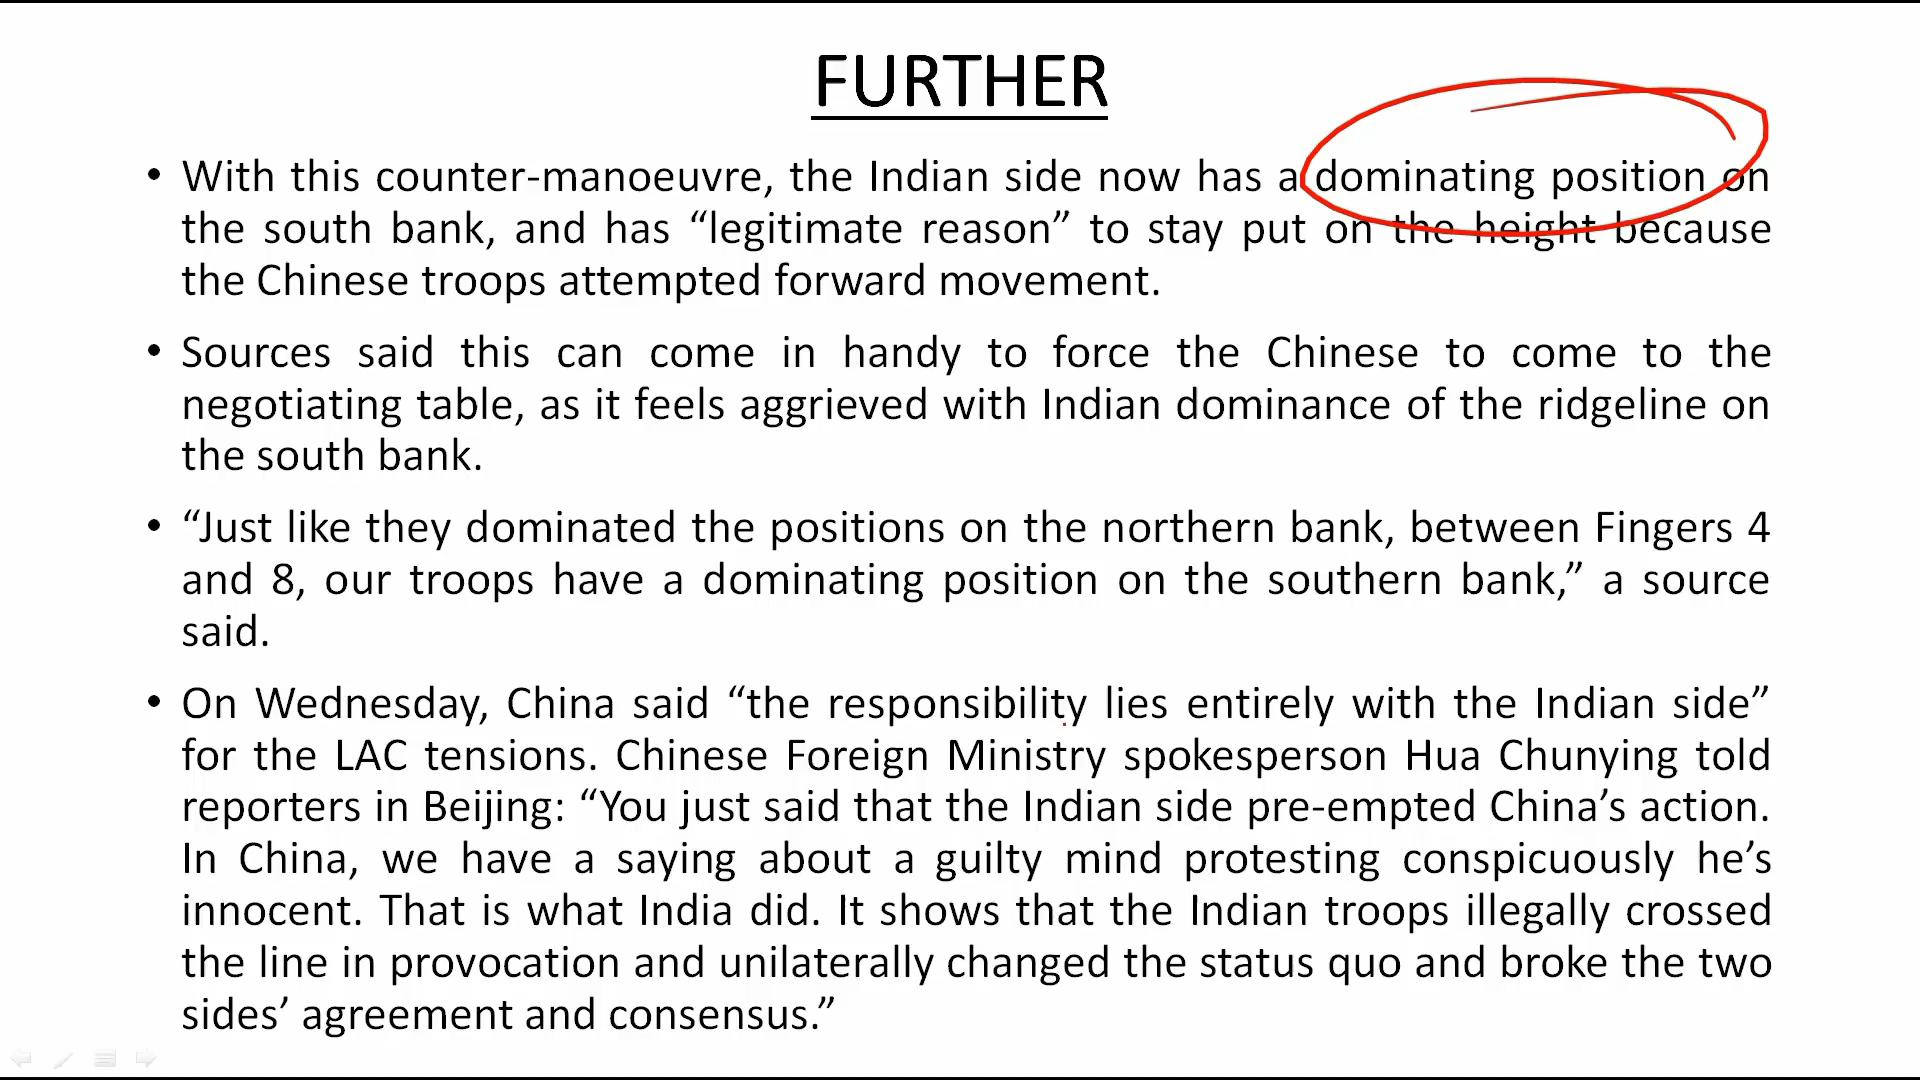 FURTHER
• With this counter-manoeuvre, the Indian side now has a dominating position on
the south bank, and has “legitimate reason” to stay put on the height because
the Chinese troops attempted forward movement.
• Sources said this can come in handy to force the Chinese to come to the
negotiating table, as it feels aggrieved with Indian dominance of the ridgeline on
the south bank.
• “Just like they dominated the positions on the northern bank, between Fingers 4
and 8, our troops have a dominating position on the southern bank,” a source
said.
• On Wednesday, China said “the responsibility lies entirely with the Indian side”
for the LAC tensions. Chinese Foreign Ministry spokesperson Hua Chunying told
reporters in Beijing: “You just said that the Indian side pre-empted China’s action.
In China, we have a saying about a guilty mind protesting conspicuously he’s
innocent. That is what India did. It shows that the Indian troops illegally crossed
the line in provocation and unilaterally changed the status quo and broke the two
sides’ agreement and consensus.”